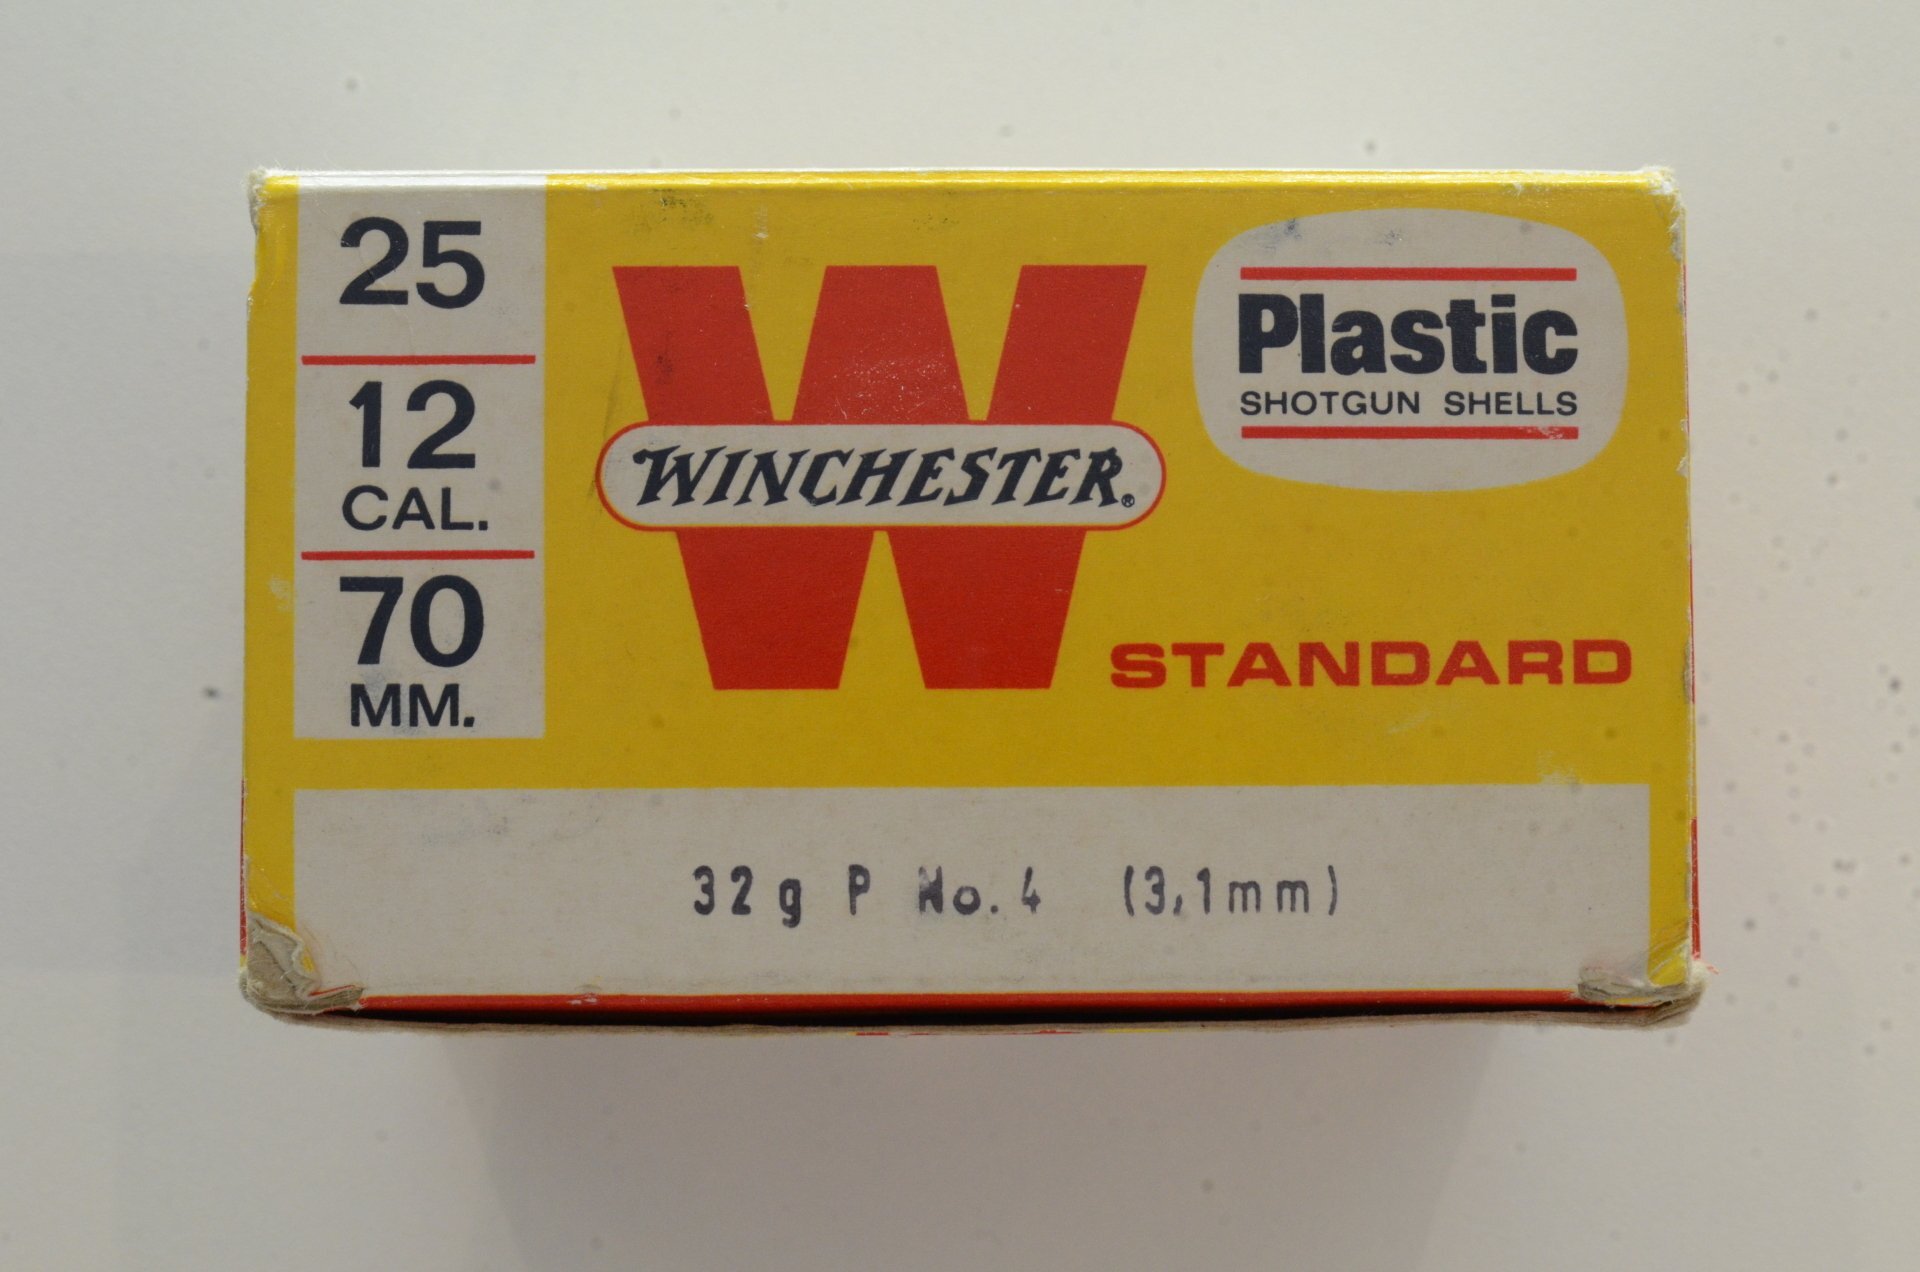 25
12
CAL.
70
MM.
WINCHESTER®
Plastic
SHOTGUN SHELLS
STANDARD
32g P No.4 (3,1mm)